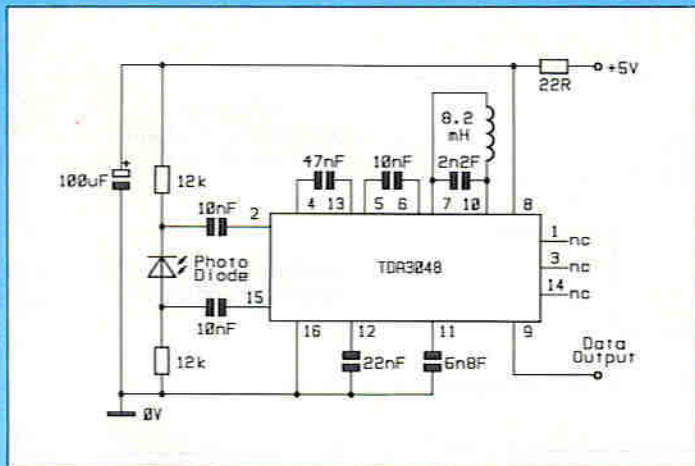 +5V
22R
8.2
mH
47nF
10nF
2n2F
100uF
+
12k
10nF
2
4
13
5
6
7
10
8
1
nc
Photo
Diode
TDA3048
3
nc
14
nc
15
10nF
16
12
11
9
12k
22nF
6n8F
Data
Output
0V